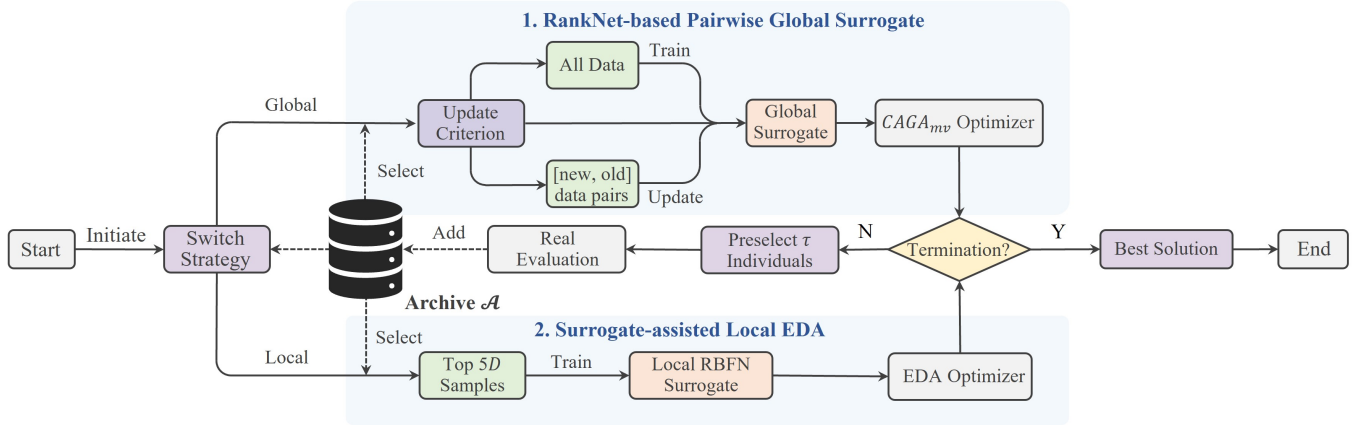 1. RankNet-based Pairwise Global Surrogate
All Data
Train
Global
Update
Criterion
Global
Surrogate
CAGA_{mv} Optimizer
Select
[new, old]
data pairs
Update
Start
Initiate
Switch
Strategy
Add
Real
Evaluation
Preselect τ
Individuals
N
Termination?
Y
Best Solution
End
Archive 𝒜
2. Surrogate-assisted Local EDA
Select
Local
Top 5D
Samples
Train
Local RBFN
Surrogate
EDA Optimizer